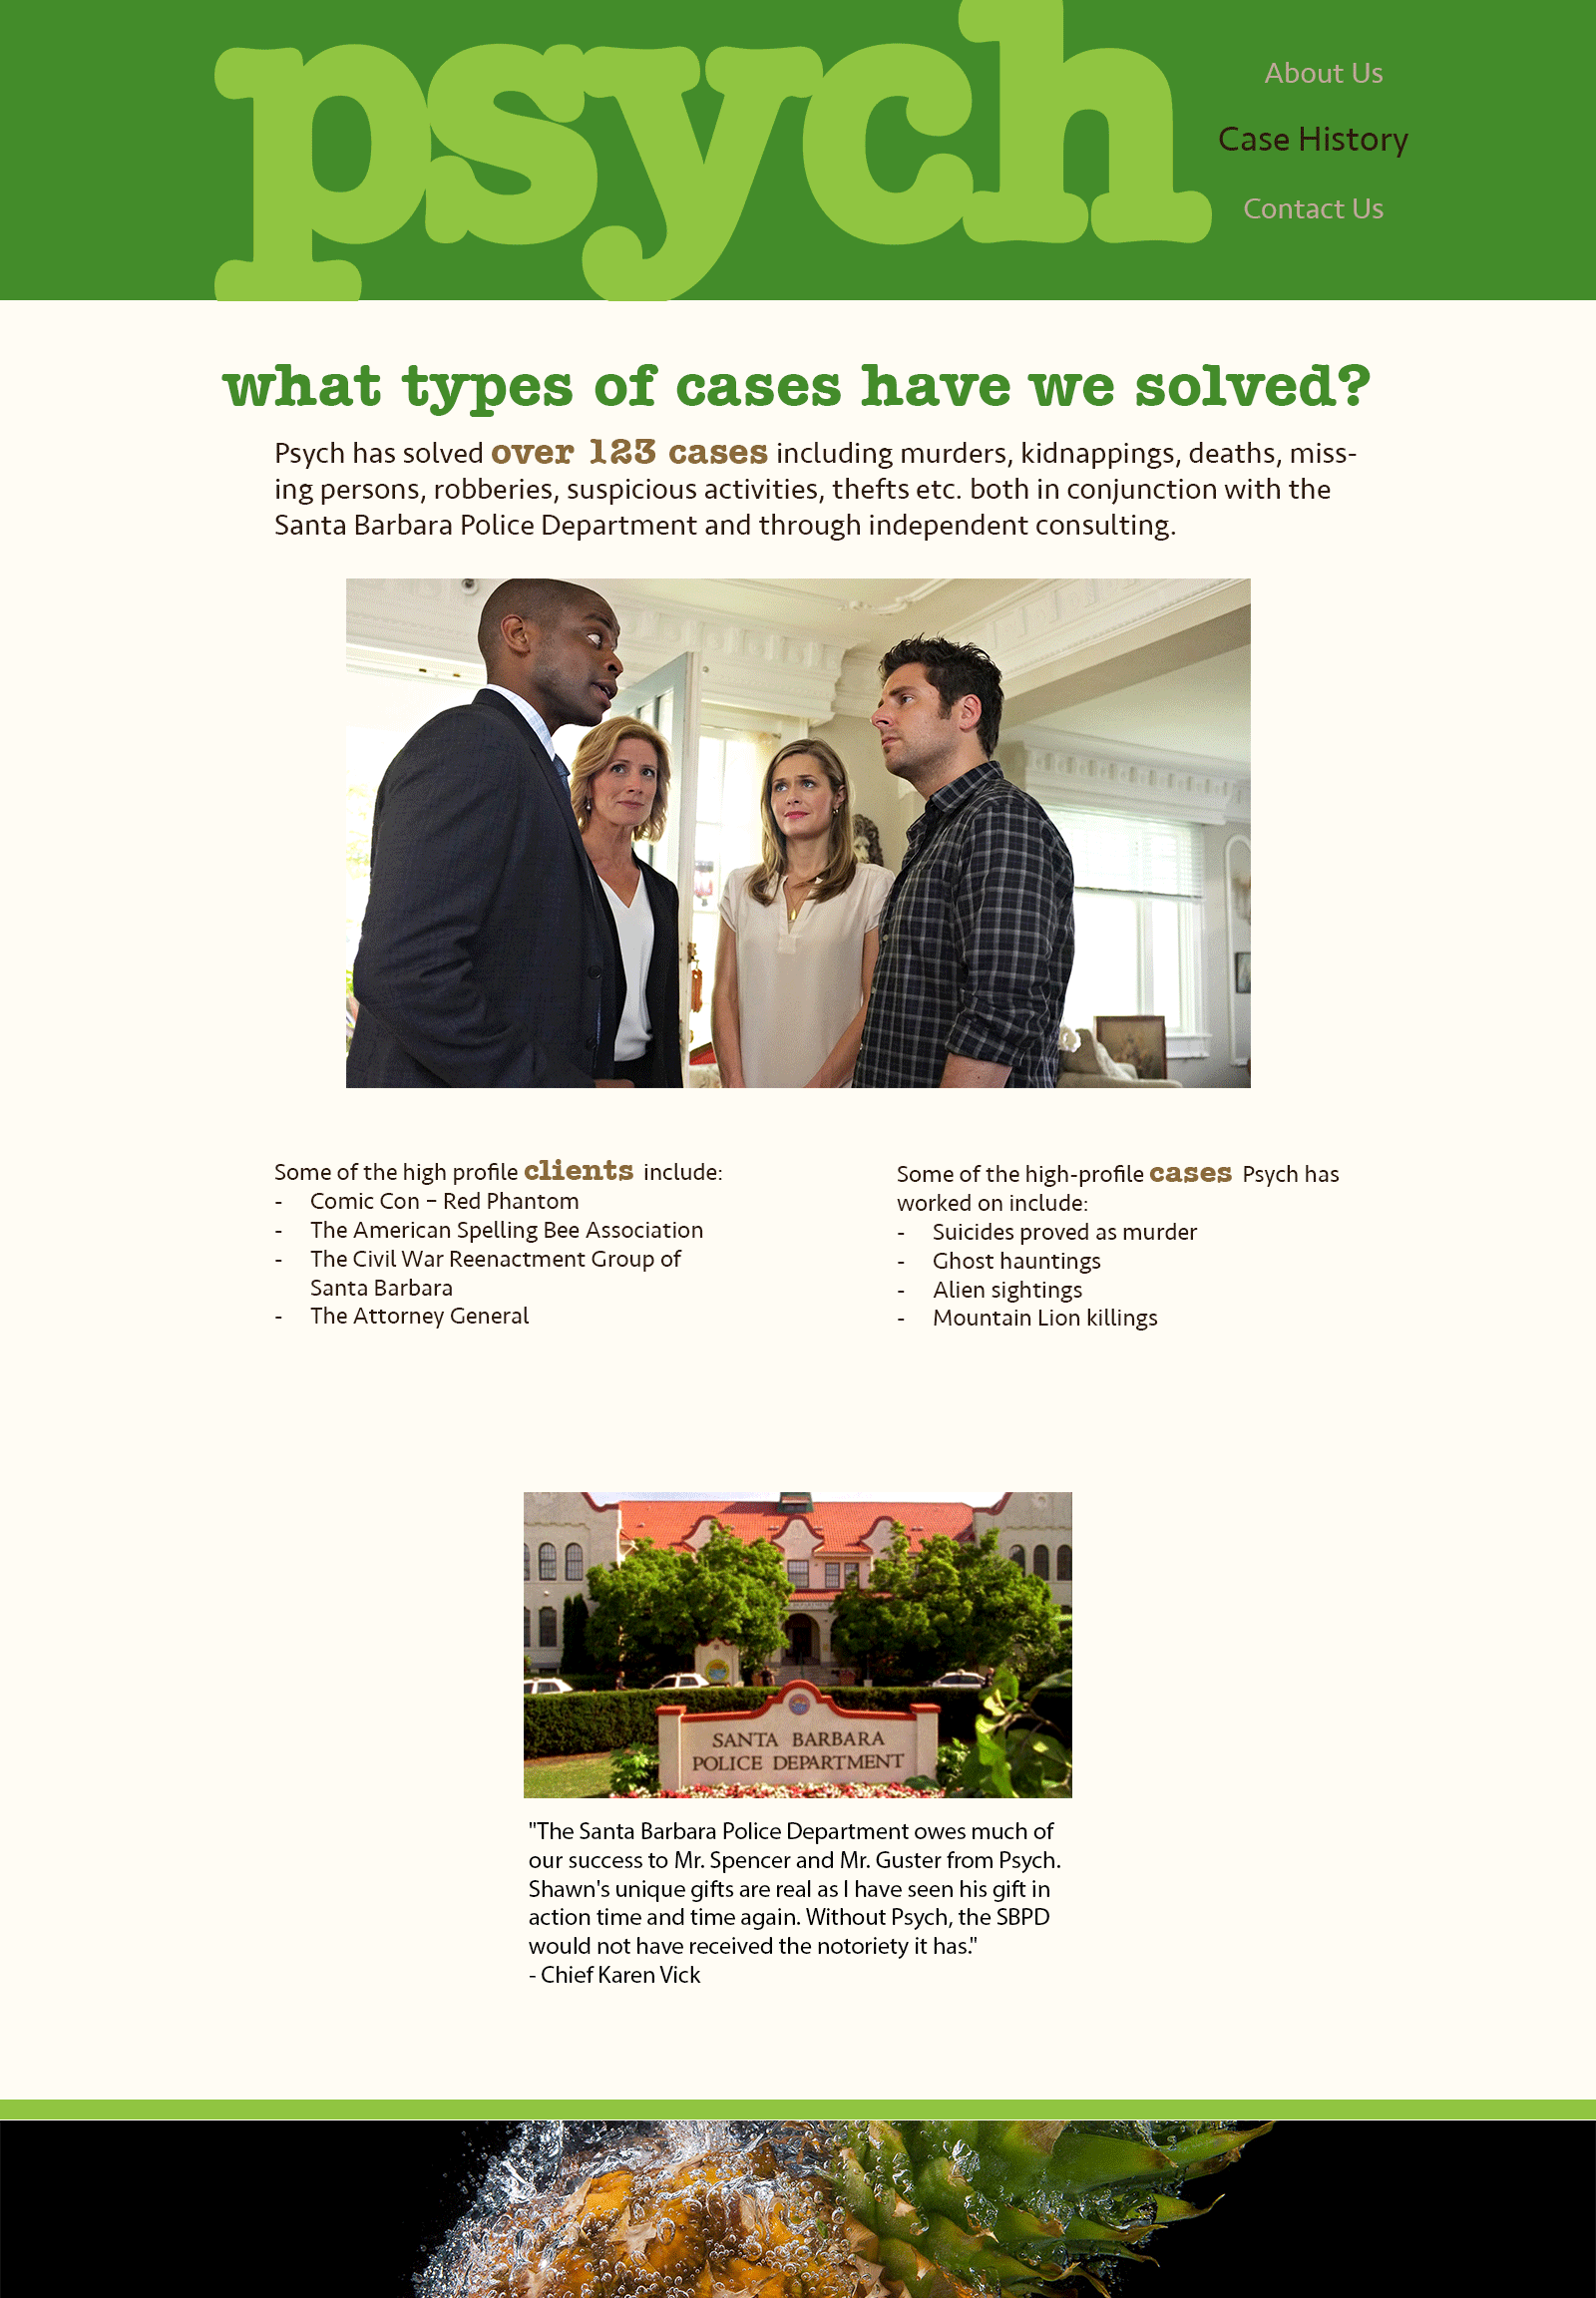 psych
About Us
Case History
Contact Us
what types of cases have we solved?
Psych has solved over 123 cases including murders, kidnappings, deaths, miss-
ing persons, robberies, suspicious activities, thefts etc. both in conjunction with the
Santa Barbara Police Department and through independent consulting.
Some of the high profile clients include:
- Comic Con – Red Phantom
- The American Spelling Bee Association
- The Civil War Reenactment Group of
Santa Barbara
- The Attorney General
Some of the high-profile cases Psych has
worked on include:
- Suicides proved as murder
- Ghost hauntings
- Alien sightings
- Mountain Lion killings
SANTA BARBARA
POLICE DEPARTMENT
"The Santa Barbara Police Department owes much of
our success to Mr. Spencer and Mr. Guster from Psych.
Shawn's unique gifts are real as I have seen his gift in
action time and time again. Without Psych, the SBPD
would not have received the notoriety it has."
- Chief Karen Vick